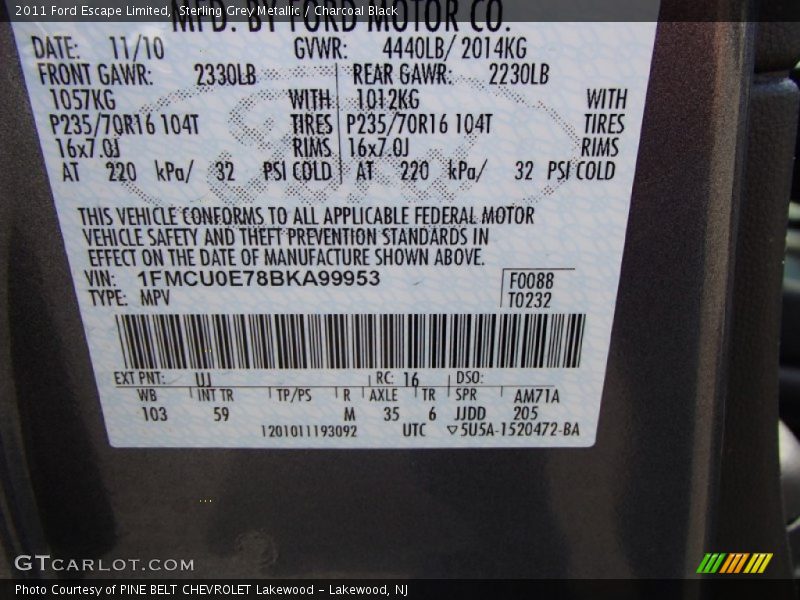 2011 Ford Escape Limited, Sterling Grey Metallic / Charcoal Black
MFD. BY FORD MOTOR CO.
DATE: 11/10 GVWR: 4440LB/ 2014KG
FRONT GAWR: 2330LB REAR GAWR: 2230LB
1057KG WITH 1012KG WITH
P235/70R16 104T TIRES P235/70R16 104T TIRES
16x7.0J RIMS 16x7.0J RIMS
AT 220 kPa/ 32 PSI COLD AT 220 kPa/ 32 PSI COLD
THIS VEHICLE CONFORMS TO ALL APPLICABLE FEDERAL MOTOR
VEHICLE SAFETY AND THEFT PREVENTION STANDARDS IN
EFFECT ON THE DATE OF MANUFACTURE SHOWN ABOVE.
VIN: 1FMCU0E78BKA99953 F0088
TYPE: MPV T0232
EXT PNT: UJ RC: 16 DSO:
WB INT TR TP/PS R AXLE TR SPR AM71A
103 59 M 35 6 JJDD 205
1201011193092 UTC ▽5U5A-1520472-BA
GTCARLOT.COM
Photo Courtesy of PINE BELT CHEVROLET Lakewood - Lakewood, NJ